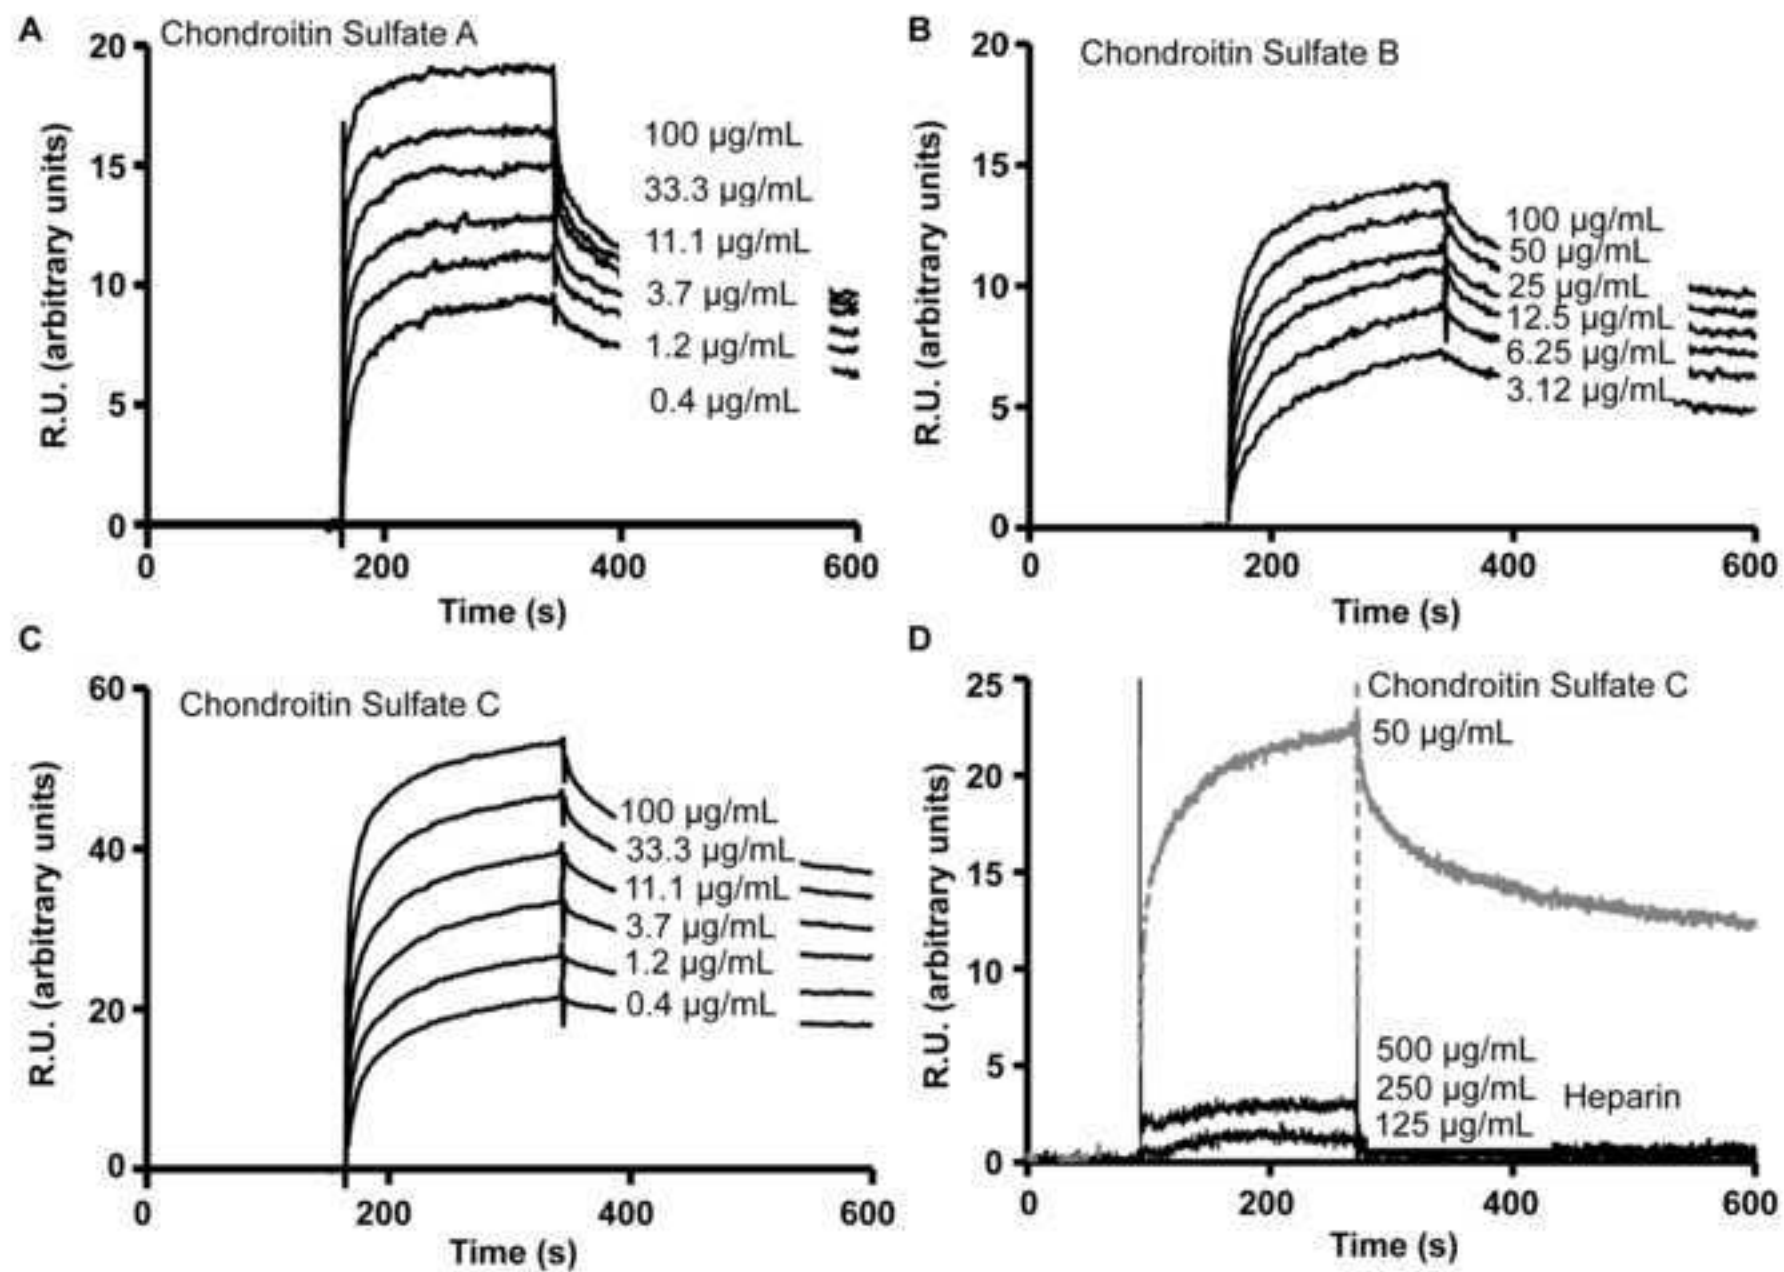 A
Chondroitin Sulfate A
R.U. (arbitrary units)
20
15
10
5
0
100 µg/mL
33.3 µg/mL
11.1 µg/mL
3.7 µg/mL
1.2 µg/mL
0.4 µg/mL
0 200 400 600
Time (s)
B
Chondroitin Sulfate B
R.U. (arbitrary units)
20
15
10
5
0
100 µg/mL
50 µg/mL
25 µg/mL
12.5 µg/mL
6.25 µg/mL
3.12 µg/mL
0 200 400 600
Time (s)
C
Chondroitin Sulfate C
R.U. (arbitrary units)
60
40
20
0
100 µg/mL
33.3 µg/mL
11.1 µg/mL
3.7 µg/mL
1.2 µg/mL
0.4 µg/mL
0 200 400 600
Time (s)
D
Chondroitin Sulfate C
50 µg/mL
R.U. (arbitrary units)
25
20
15
10
5
0
500 µg/mL
250 µg/mL
125 µg/mL
Heparin
0 200 400 600
Time (s)